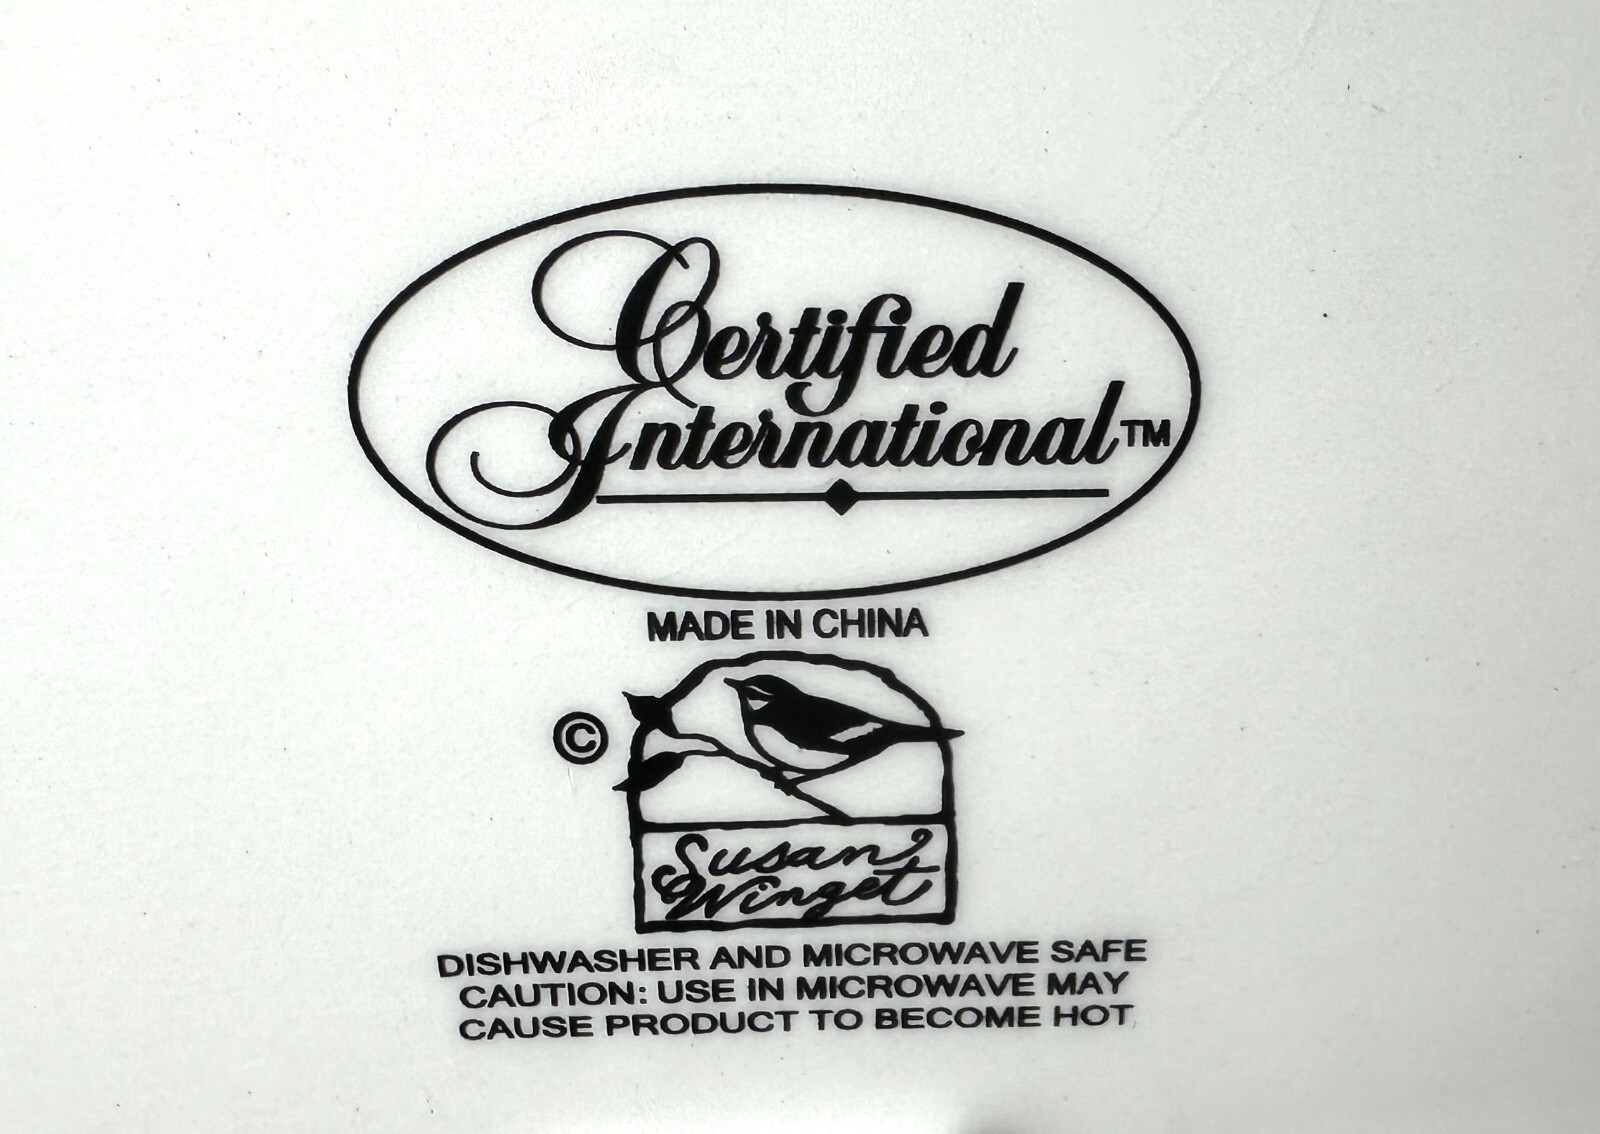 Certified
International™
MADE IN CHINA
©
Susan
Winget
DISHWASHER AND MICROWAVE SAFE
CAUTION: USE IN MICROWAVE MAY
CAUSE PRODUCT TO BECOME HOT